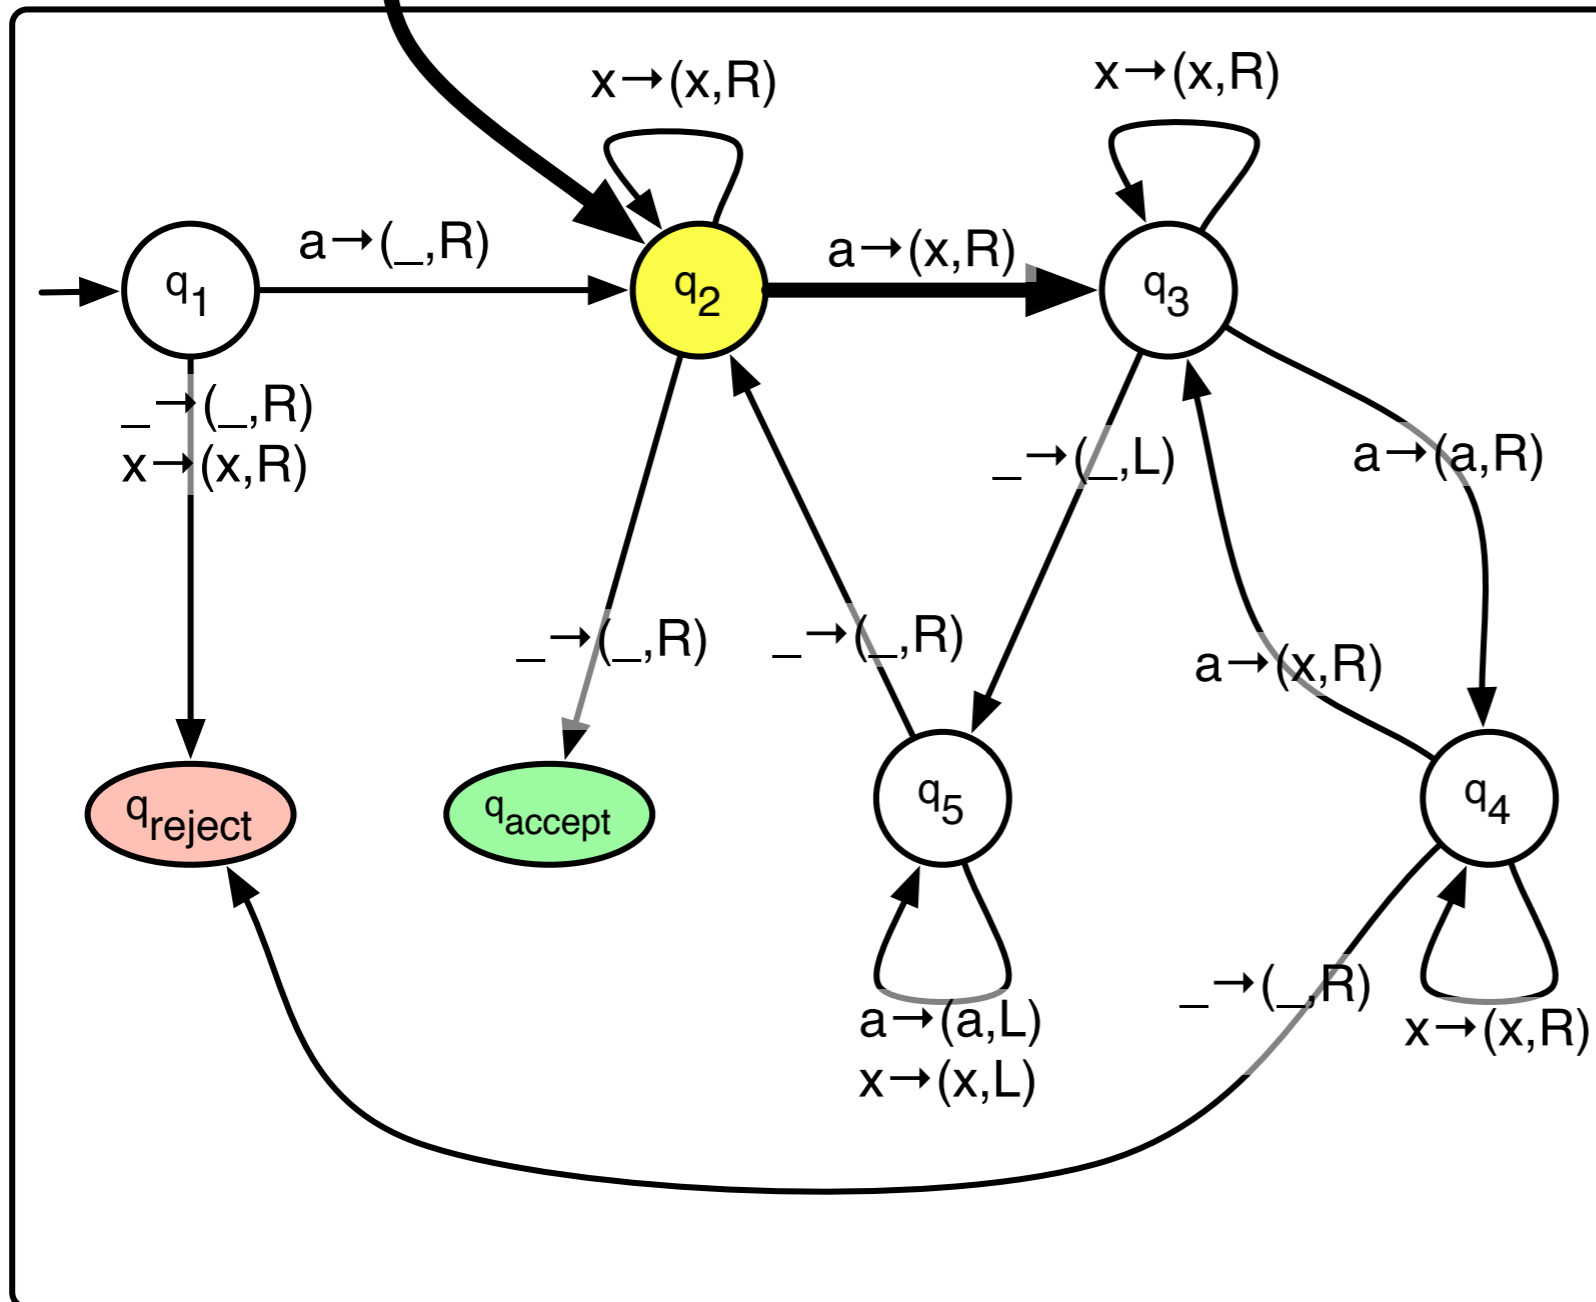 x→(x,R)
x→(x,R)
a→(_,R)
a→(x,R)
q1
q2
q3
_→(_,R)
x→(x,R)
_→(_,L)
a→(a,R)
_→(_,R)
_→(_,R)
a→(x,R)
qreject
qaccept
q5
q4
_→(_,R)
a→(a,L)
x→(x,L)
x→(x,R)